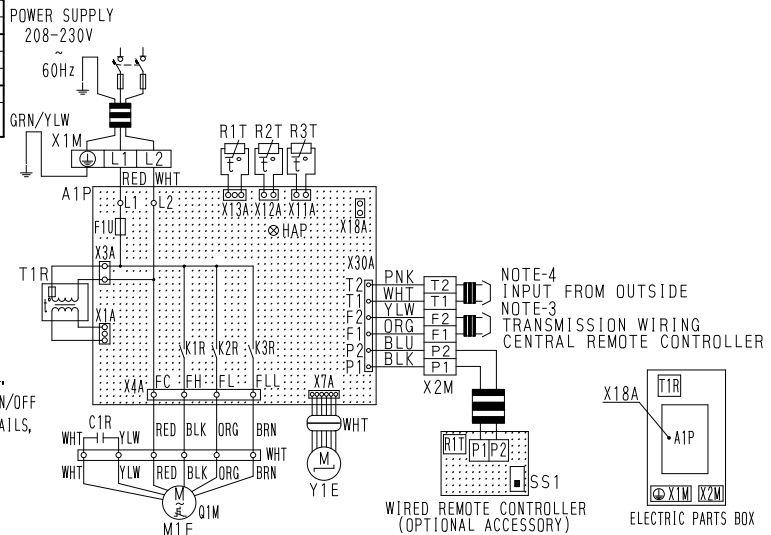 POWER SUPPLY
208-230V
~
60Hz
GRN/YLW
X1M
L1 L2
RED WHT
A1P
L1 L2
F1U
X3A
T1R
X1A
R1T R2T R3T
t° t° t°
X13A X12A X11A
X18A
HAP
X30A
K1R K2R K3R
X4A FC FH FL FLL
X7A
T2 PNK T2
T1 WHT T1
F2 YLW F2
F1 ORG F1
P2 BLU P2
P1 BLK P1
X2M
NOTE-4
INPUT FROM OUTSIDE
NOTE-3
TRANSMISSION WIRING
CENTRAL REMOTE CONTROLLER
N/OFF
AILS,
C1R
WHT YLW RED BLK ORG BRN
WHT
WHT YLW RED BLK ORG BRN
M
~
Q1M
M1F
WHT
M
Y1E
R1T P1 P2
SS1
WIRED REMOTE CONTROLLER
(OPTIONAL ACCESSORY)
T1R
X18A
A1P
X1M X2M
ELECTRIC PARTS BOX